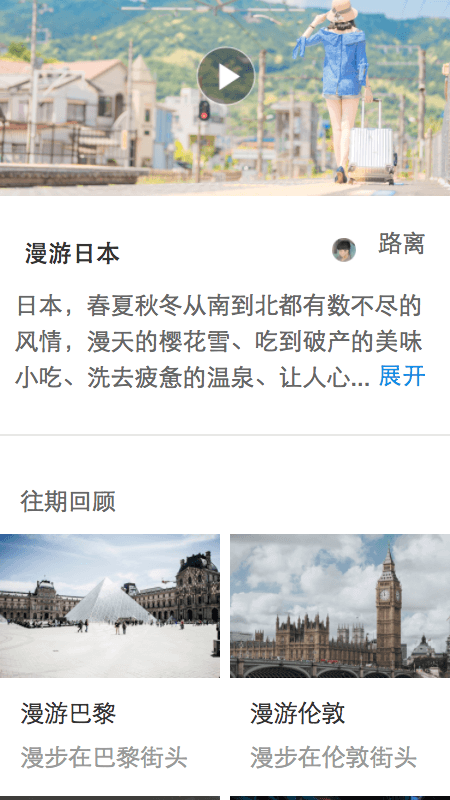 漫游日本
路离
日本，春夏秋冬从南到北都有数不尽的
风情，漫天的樱花雪、吃到破产的美味
小吃、洗去疲惫的温泉、让人心... 展开
往期回顾
漫游巴黎
漫游伦敦
漫步在巴黎街头
漫步在伦敦街头